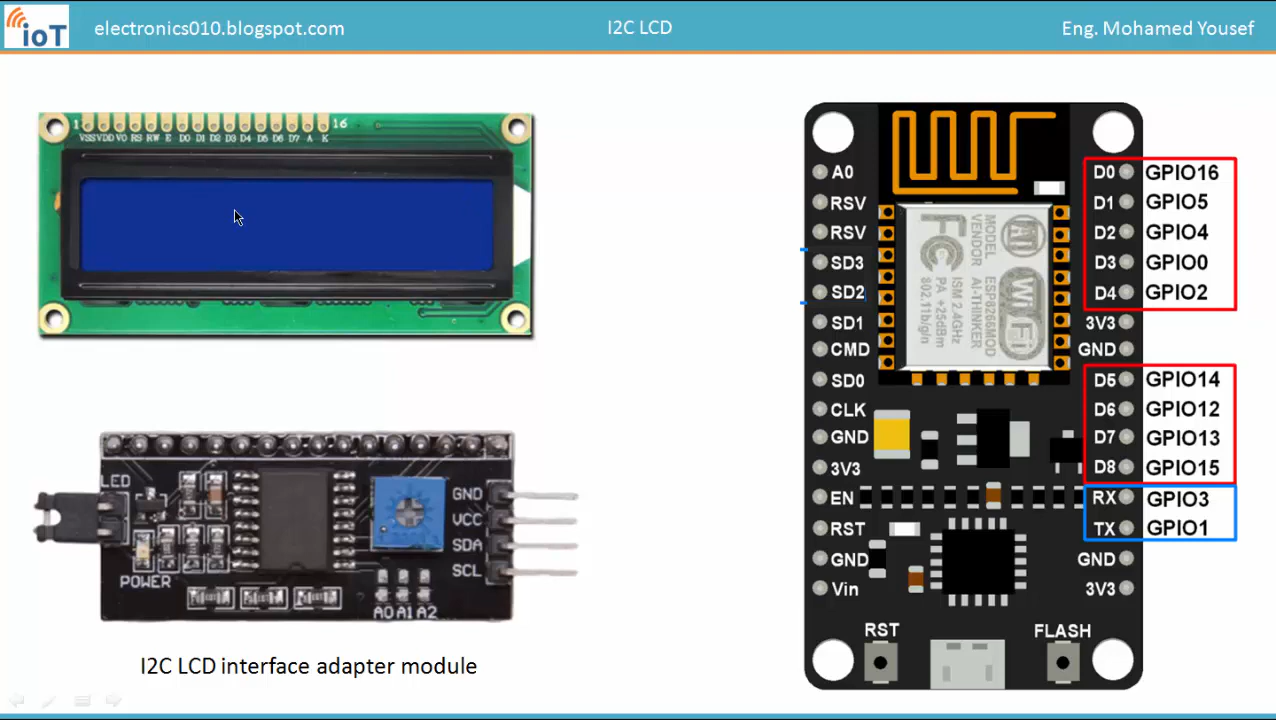 IoT
electronics010.blogspot.com
I2C LCD
Eng. Mohamed Yousef
1 16
VSS VDD VO RS RW E D0 D1 D2 D3 D4 D5 D6 D7 A K
LED
POWER
GND
VCC
SDA
SCL
A0 A1 A2
I2C LCD interface adapter module
A0
RSV
RSV
SD3
SD2
SD1
CMD
SD0
CLK
GND
3V3
EN
RST
GND
Vin
MODEL ESP8266MOD
VENDOR AI-THINKER
ISM 2.4GHz
PA +25dBm
802.11b/g/n
FC
Ai
WiFi
D0 GPIO16
D1 GPIO5
D2 GPIO4
D3 GPIO0
D4 GPIO2
3V3
GND
D5 GPIO14
D6 GPIO12
D7 GPIO13
D8 GPIO15
RX GPIO3
TX GPIO1
GND
3V3
RST
FLASH